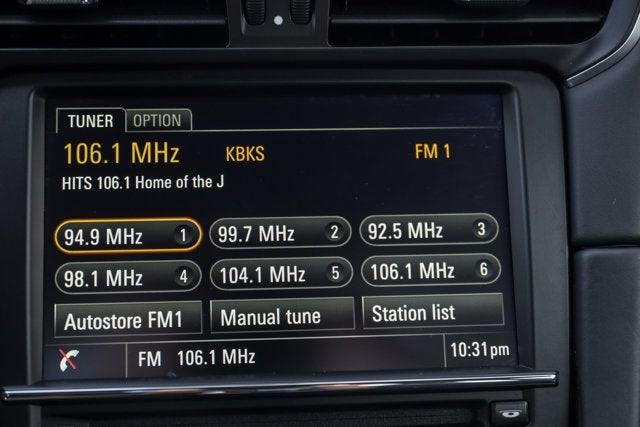 TUNER OPTION
106.1 MHz KBKS FM 1
HITS 106.1 Home of the J
94.9 MHz 1 99.7 MHz 2 92.5 MHz 3
98.1 MHz 4 104.1 MHz 5 106.1 MHz 6
Autostore FM1 Manual tune Station list
FM 106.1 MHz 10:31pm